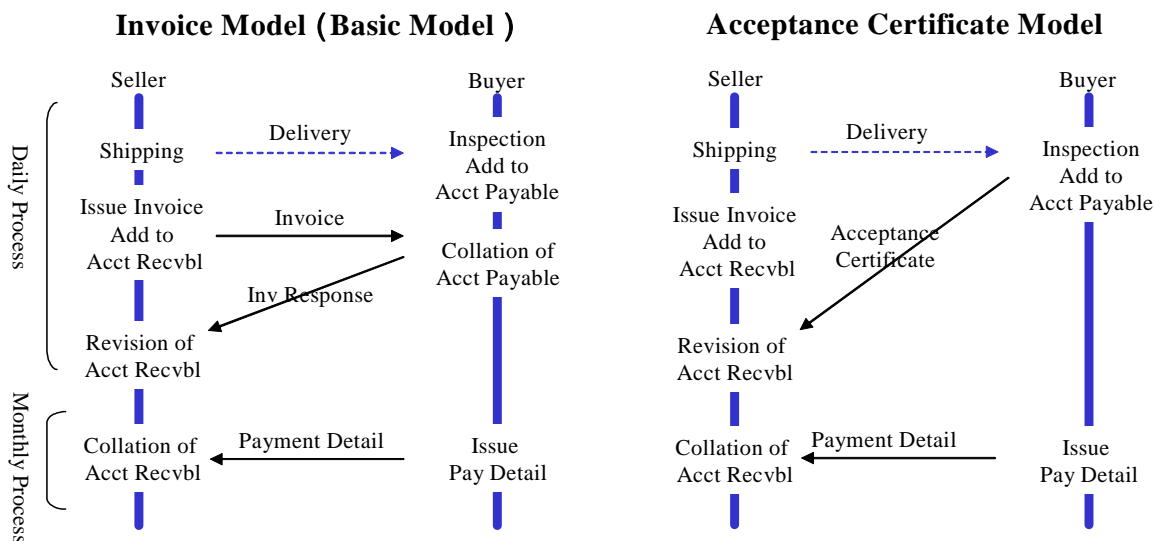 Invoice Model (Basic Model )
Seller
Buyer
Daily Process
Shipping
Delivery
Inspection
Add to
Acct Payable
Issue Invoice
Add to
Acct Recvbl
Invoice
Collation of
Acct Payable
Inv Response
Revision of
Acct Recvbl
Monthly Process
Collation of
Acct Recvbl
Payment Detail
Issue
Pay Detail
Acceptance Certificate Model
Seller
Buyer
Shipping
Delivery
Inspection
Add to
Acct Payable
Issue Invoice
Add to
Acct Recvbl
Acceptance
Certificate
Revision of
Acct Recvbl
Collation of
Acct Recvbl
Payment Detail
Issue
Pay Detail